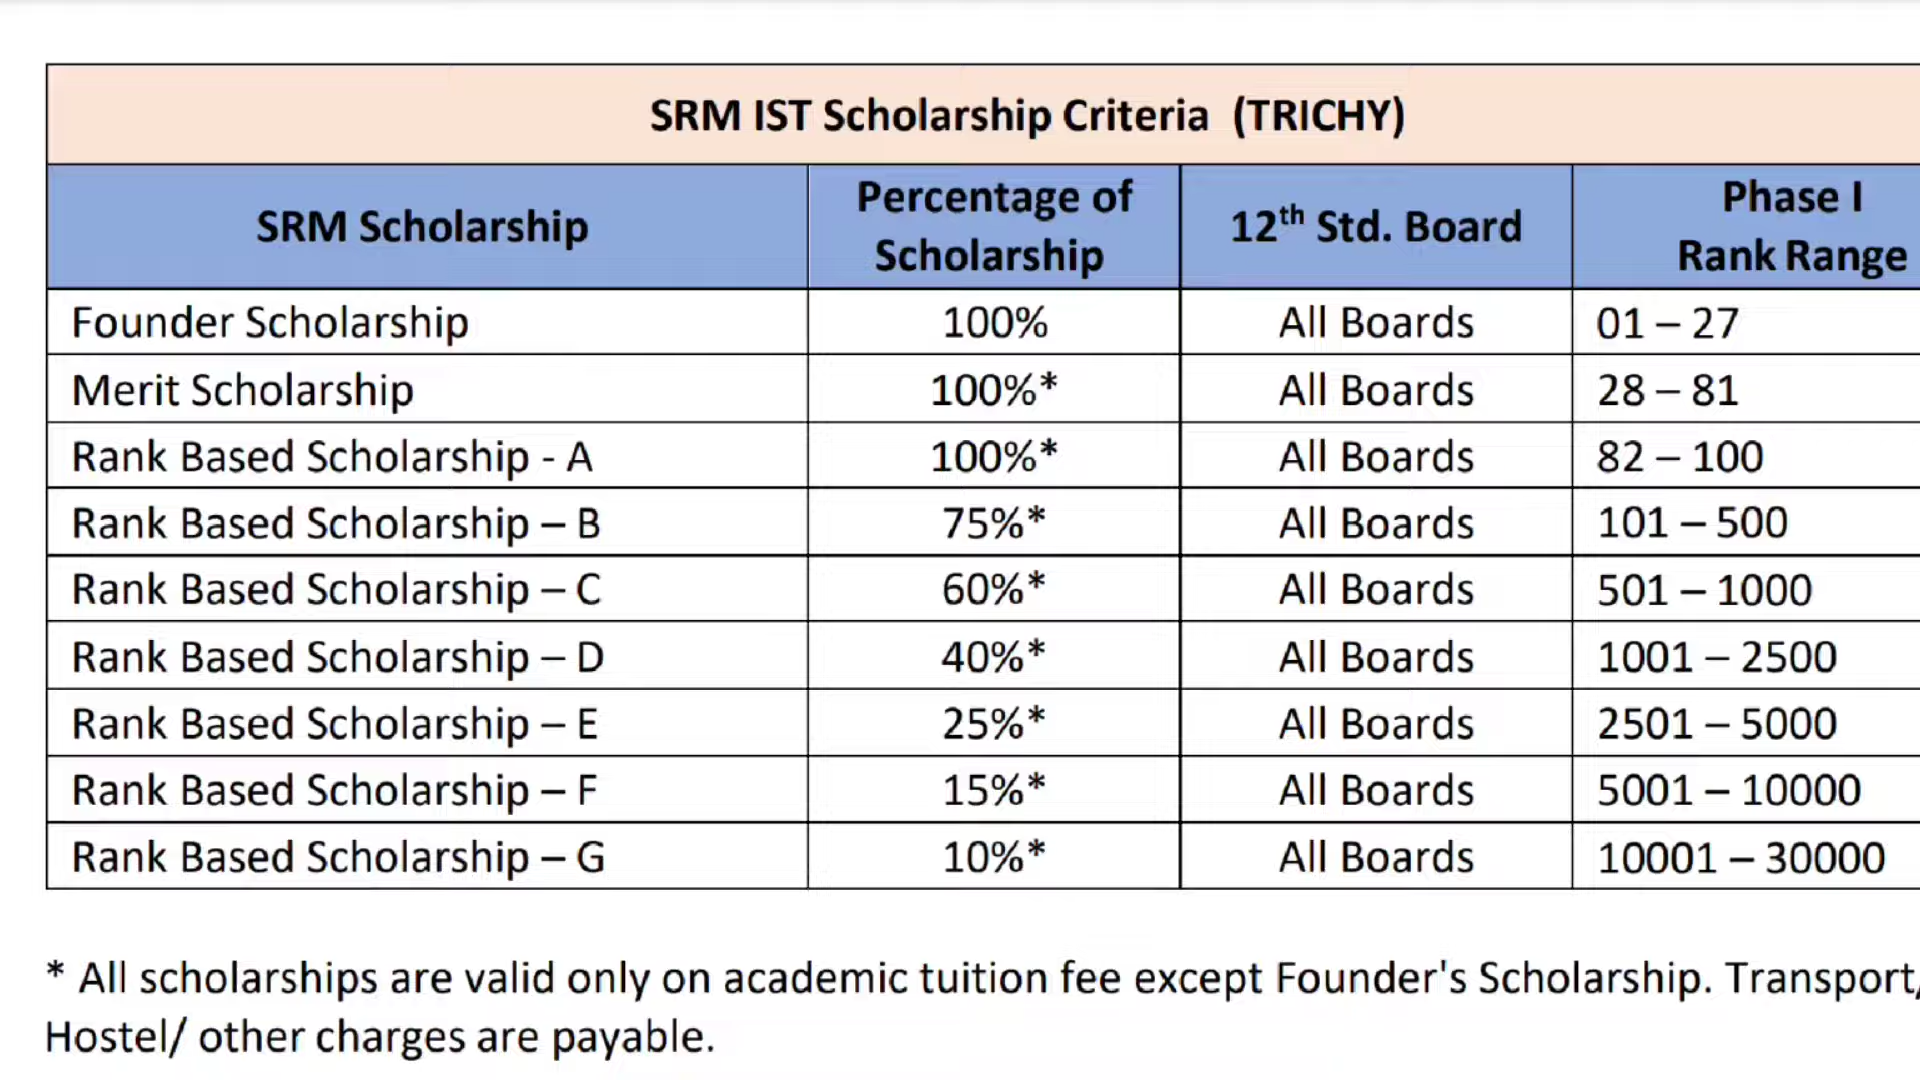 SRM IST Scholarship Criteria (TRICHY)
SRM Scholarship
Percentage of
Scholarship
12th Std. Board
Phase I
Rank Range
Founder Scholarship 100% All Boards 01 – 27
Merit Scholarship 100%* All Boards 28 – 81
Rank Based Scholarship - A 100%* All Boards 82 – 100
Rank Based Scholarship – B 75%* All Boards 101 – 500
Rank Based Scholarship – C 60%* All Boards 501 – 1000
Rank Based Scholarship – D 40%* All Boards 1001 – 2500
Rank Based Scholarship – E 25%* All Boards 2501 – 5000
Rank Based Scholarship – F 15%* All Boards 5001 – 10000
Rank Based Scholarship – G 10%* All Boards 10001 – 30000
* All scholarships are valid only on academic tuition fee except Founder's Scholarship. Transport/
Hostel/ other charges are payable.